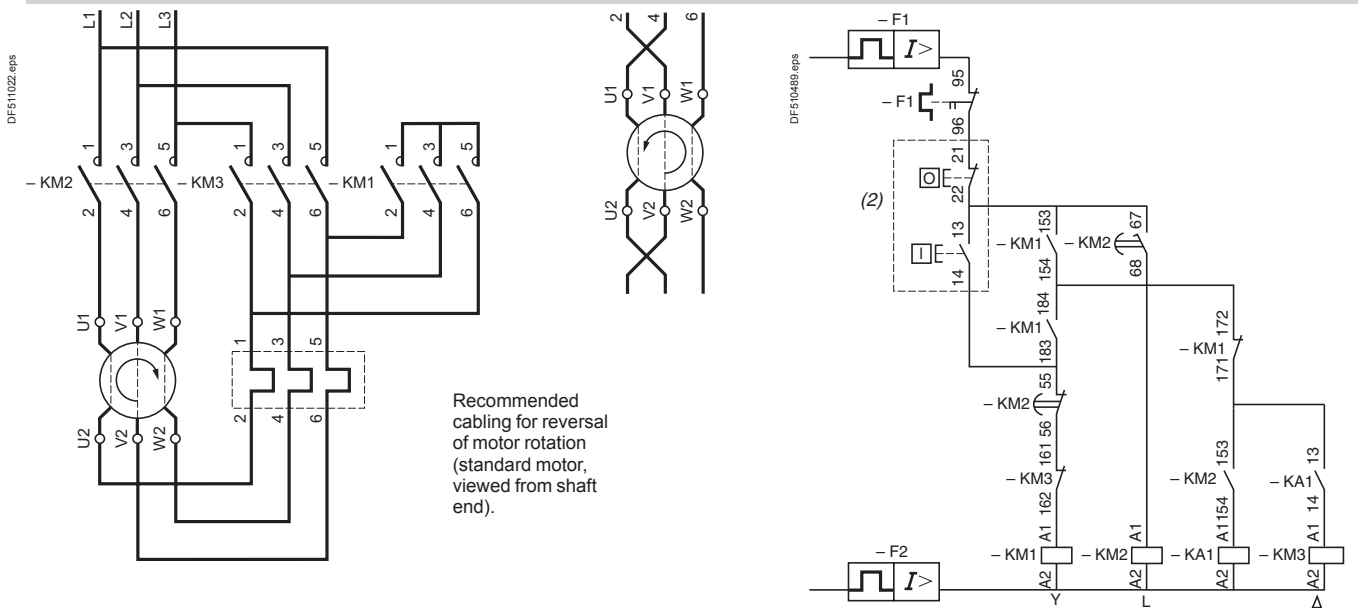 DF511022.eps
L1 L2 L3
1 3 5 1 3 5 1 3 5
– KM2 – KM3 – KM1
2 4 6 2 4 6 2 4 6
U1 V1 W1
1 3 5
2 4 6
U2 V2 W2
2 4 6
U1 V1 W1
U2 V2 W2
Recommended
cabling for reversal
of motor rotation
(standard motor,
viewed from shaft
end).
DF510489.eps
– F1
I >
95
– F1
96
21
O
22
(2)
13
I
14
153
– KM1
154
67
– KM2
68
184
– KM1
183
172
– KM1
171
55
– KM2
56
161
– KM3
162
153
– KM2
154
13
– KA1
14
A1 A1 A1 A1
– KM1 – KM2 – KA1 – KM3
A2 A2 A2 A2
– F2
I >
Y L Δ